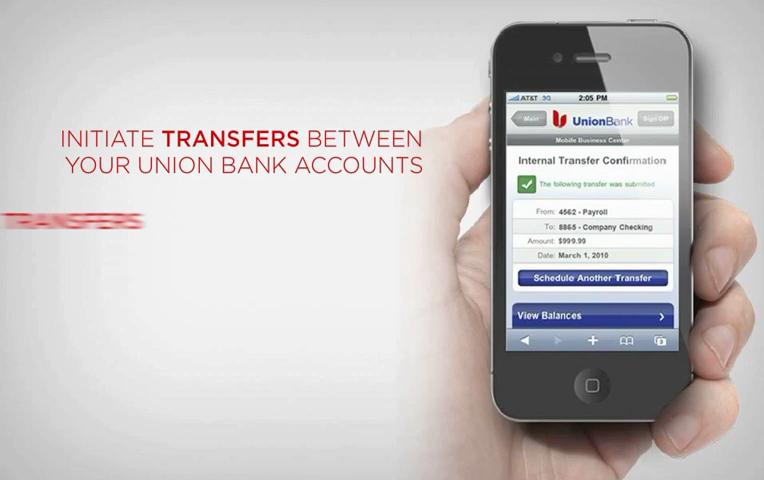 INITIATE TRANSFERS BETWEEN
YOUR UNION BANK ACCOUNTS
TRANSFERS
AT&T 3G 2:05 PM
Main UnionBank Sign Off
Mobile Business Center
Internal Transfer Confirmation
The following transfer was submitted
From: 4562 - Payroll
To: 8865 - Company Checking
Amount: $999.99
Date: March 1, 2010
Schedule Another Transfer
View Balances